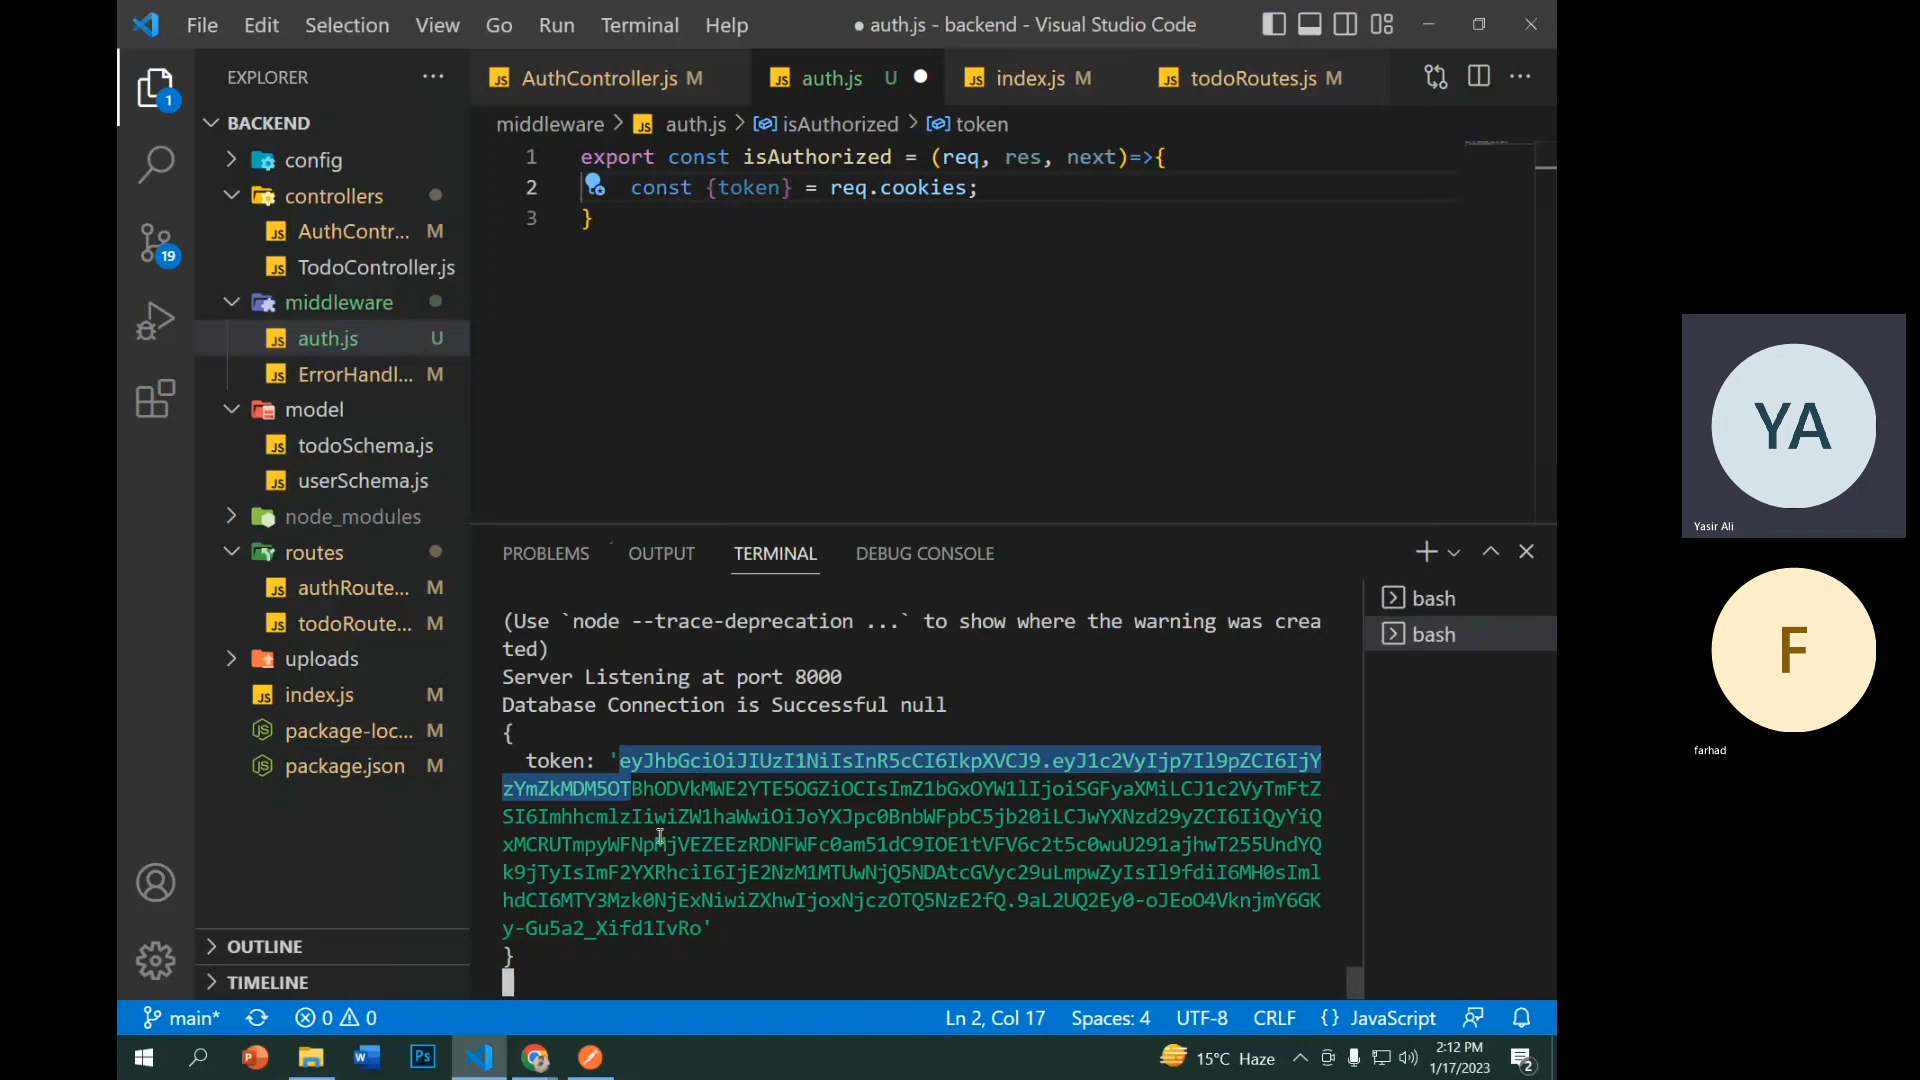 File Edit Selection View Go Run Terminal Help
● auth.js - backend - Visual Studio Code
EXPLORER
BACKEND
config
controllers
AuthContr... M
TodoController.js
middleware
auth.js U
ErrorHandl... M
model
todoSchema.js
userSchema.js
node_modules
routes
authRoute... M
todoRoute... M
uploads
index.js M
package-loc... M
package.json M
OUTLINE
TIMELINE
1
19
AuthController.js M
auth.js U
index.js M
todoRoutes.js M
middleware > auth.js > isAuthorized > token
1 export const isAuthorized = (req, res, next)=>{
2 const {token} = req.cookies;
3 }
PROBLEMS OUTPUT TERMINAL DEBUG CONSOLE
bash
bash
(Use `node --trace-deprecation ...` to show where the warning was crea
ted)
Server Listening at port 8000
Database Connection is Successful null
{
token: 'eyJhbGciOiJIUzI1NiIsInR5cCI6IkpXVCJ9.eyJ1c2VyIjp7Il9pZCI6IjY
zYmZkMDM5OTBhODVkMWE2YTE5OGZiOCIsImZ1bGxOYW1lIjoiSGFyaXMiLCJ1c2VyTmFtZ
SI6ImhhcmlzIiwiZW1haWwiOiJoYXJpc0BnbWFpbC5jb20iLCJwYXNzd29yZCI6IiQyYiQ
xMCRUTmpyWFNpMjVEZEEzRDNFWFc0am51dC9IOE1tVFV6c2t5c0wuU291ajhwT255UndYQ
k9jTyIsImF2YXRhciI6IjE2NzM1MTUwNjQ5NDAtcGVyc29uLmpwZyIsIl9fdiI6MH0sIml
hdCI6MTY3Mzk0NjExNiwiZXhwIjoxNjczOTQ5NzE2fQ.9aL2UQ2Ey0-oJEoO4VknjmY6GK
y-Gu5a2_Xifd1IvRo'
}
main* 0 0
Ln 2, Col 17 Spaces: 4 UTF-8 CRLF {} JavaScript
15°C Haze
2:12 PM
1/17/2023
2
YA
Yasir Ali
F
farhad